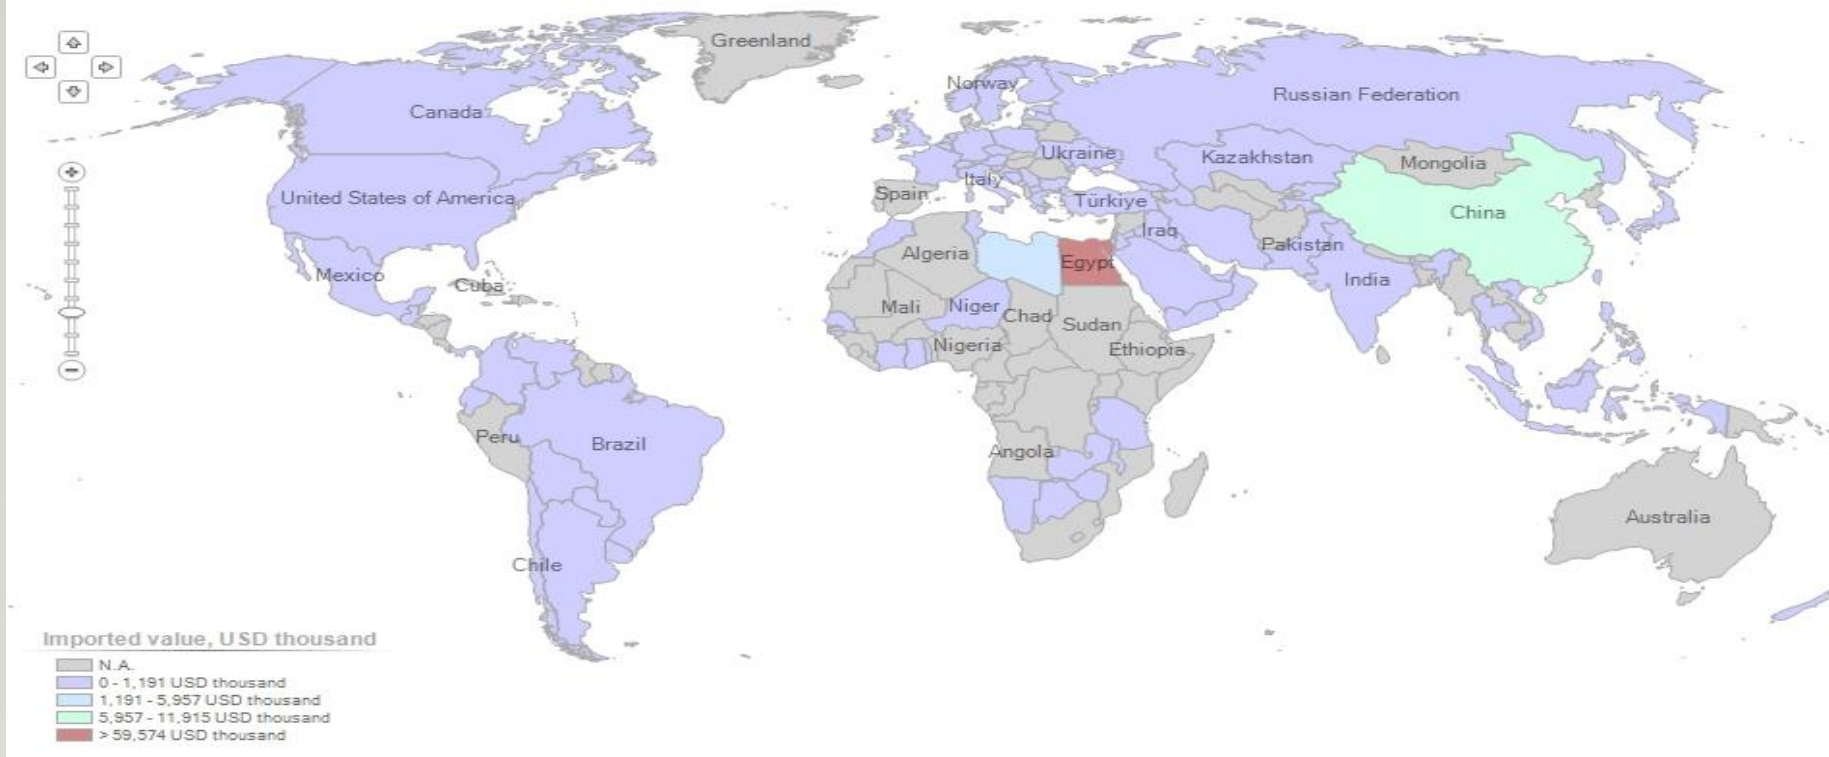 Greenland
Norway
Russian Federation
Canada
Ukraine
Kazakhstan
Mongolia
Italy
Spain
United States of America
Türkiye
China
Iraq
Pakistan
Algeria
Egypt
Mexico
India
Cuba
Mali
Niger
Chad
Sudan
Nigeria
Ethiopia
Peru
Brazil
Angola
Australia
Chile
Imported value, USD thousand
N.A.
0 - 1,191 USD thousand
1,191 - 5,957 USD thousand
5,957 - 11,915 USD thousand
> 59,574 USD thousand